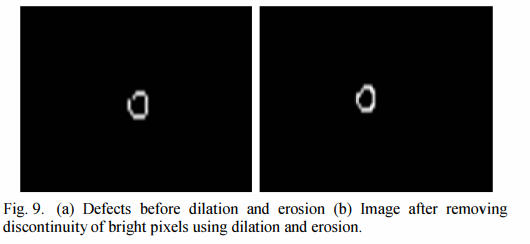 Fig. 9. (a) Defects before dilation and erosion (b) Image after removing
discontinuity of bright pixels using dilation and erosion.